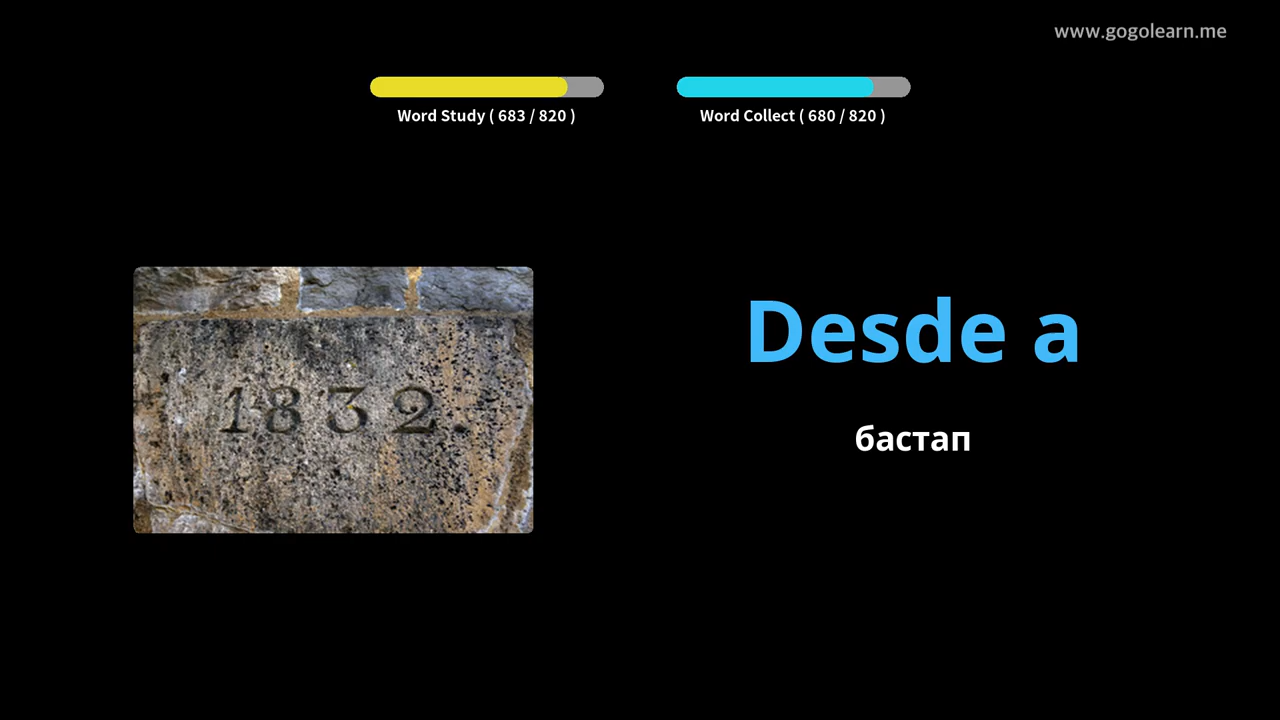 www.gogolearn.me
Word Study ( 683 / 820 )
Word Collect ( 680 / 820 )
1832.
Desde a
бастап